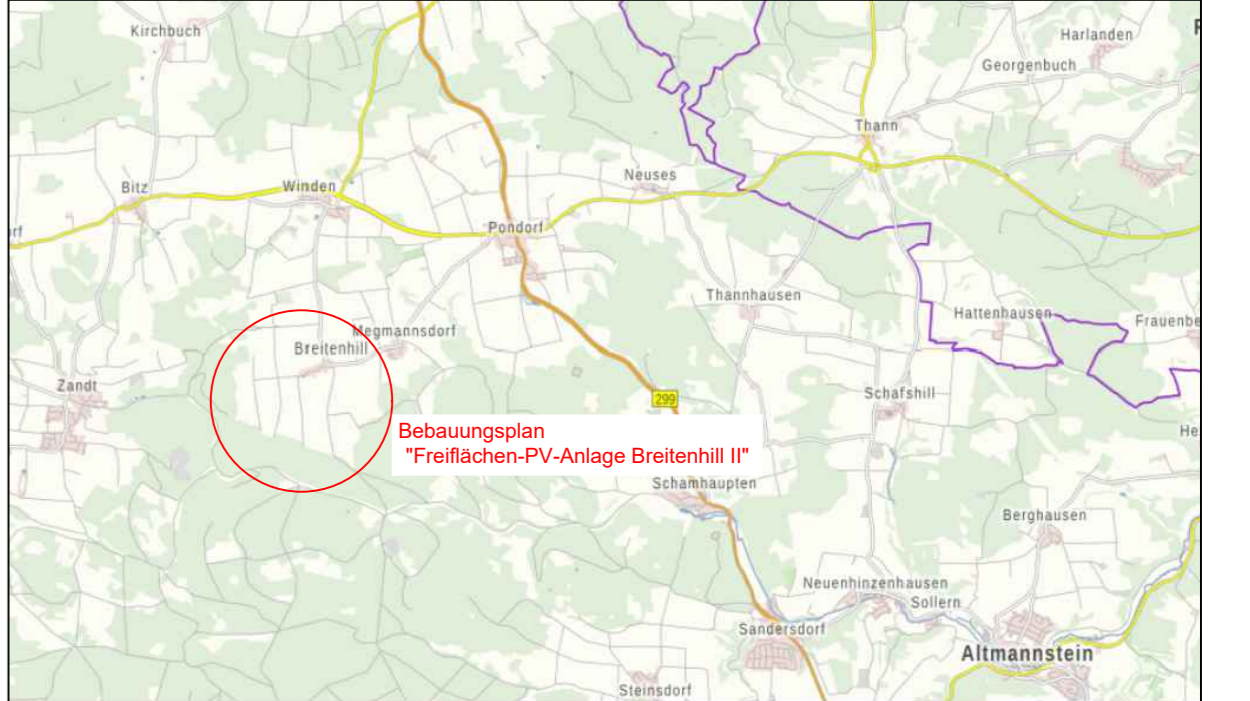 Kirchbuch
Harlanden
Georgenbuch
Thann
Bitz
Winden
Neuses
Pondorf
Thannhausen
Hattenhausen
Frauenbe
Megmannsdorf
Breitenhill
Zandt
Schafshill
299
He
Bebauungsplan
"Freiflächen-PV-Anlage Breitenhill II"
Schamhaupten
Berghausen
Neuenhinzenhausen
Sollern
Sandersdorf
Altmannstein
Steinsdorf